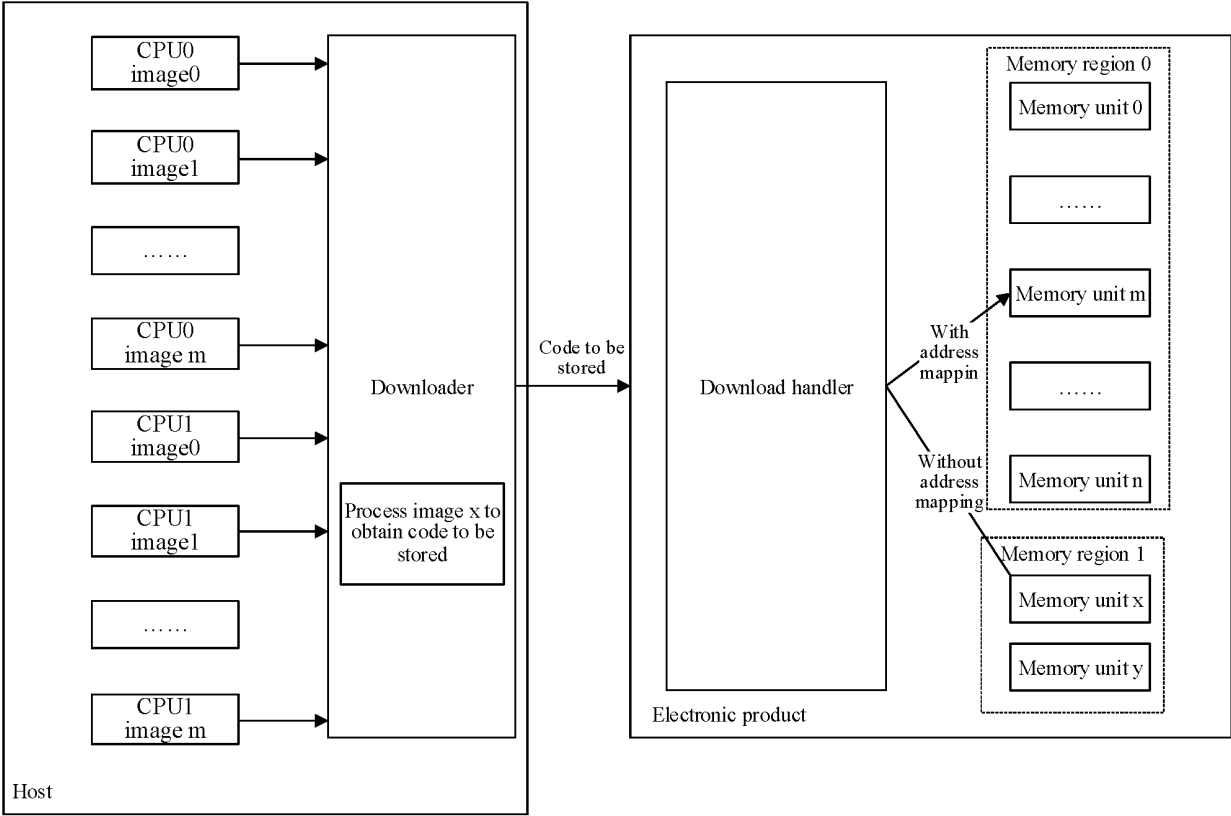 CPU0
image0
CPU0
image1
……
CPU0
image m
CPU1
image0
CPU1
image1
……
CPU1
image m
Downloader
Process image x to
obtain code to be
stored
Host
Code to be
stored
Download handler
Electronic product
With
address
mappin
Without
address
mapping
Memory region 0
Memory unit 0
……
Memory unit m
……
Memory unit n
Memory region 1
Memory unit x
Memory unit y